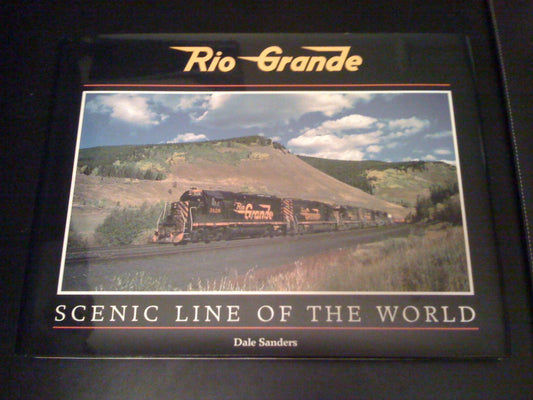 Rio Grande
Rio Grande
SCENIC LINE OF THE WORLD
Dale Sanders